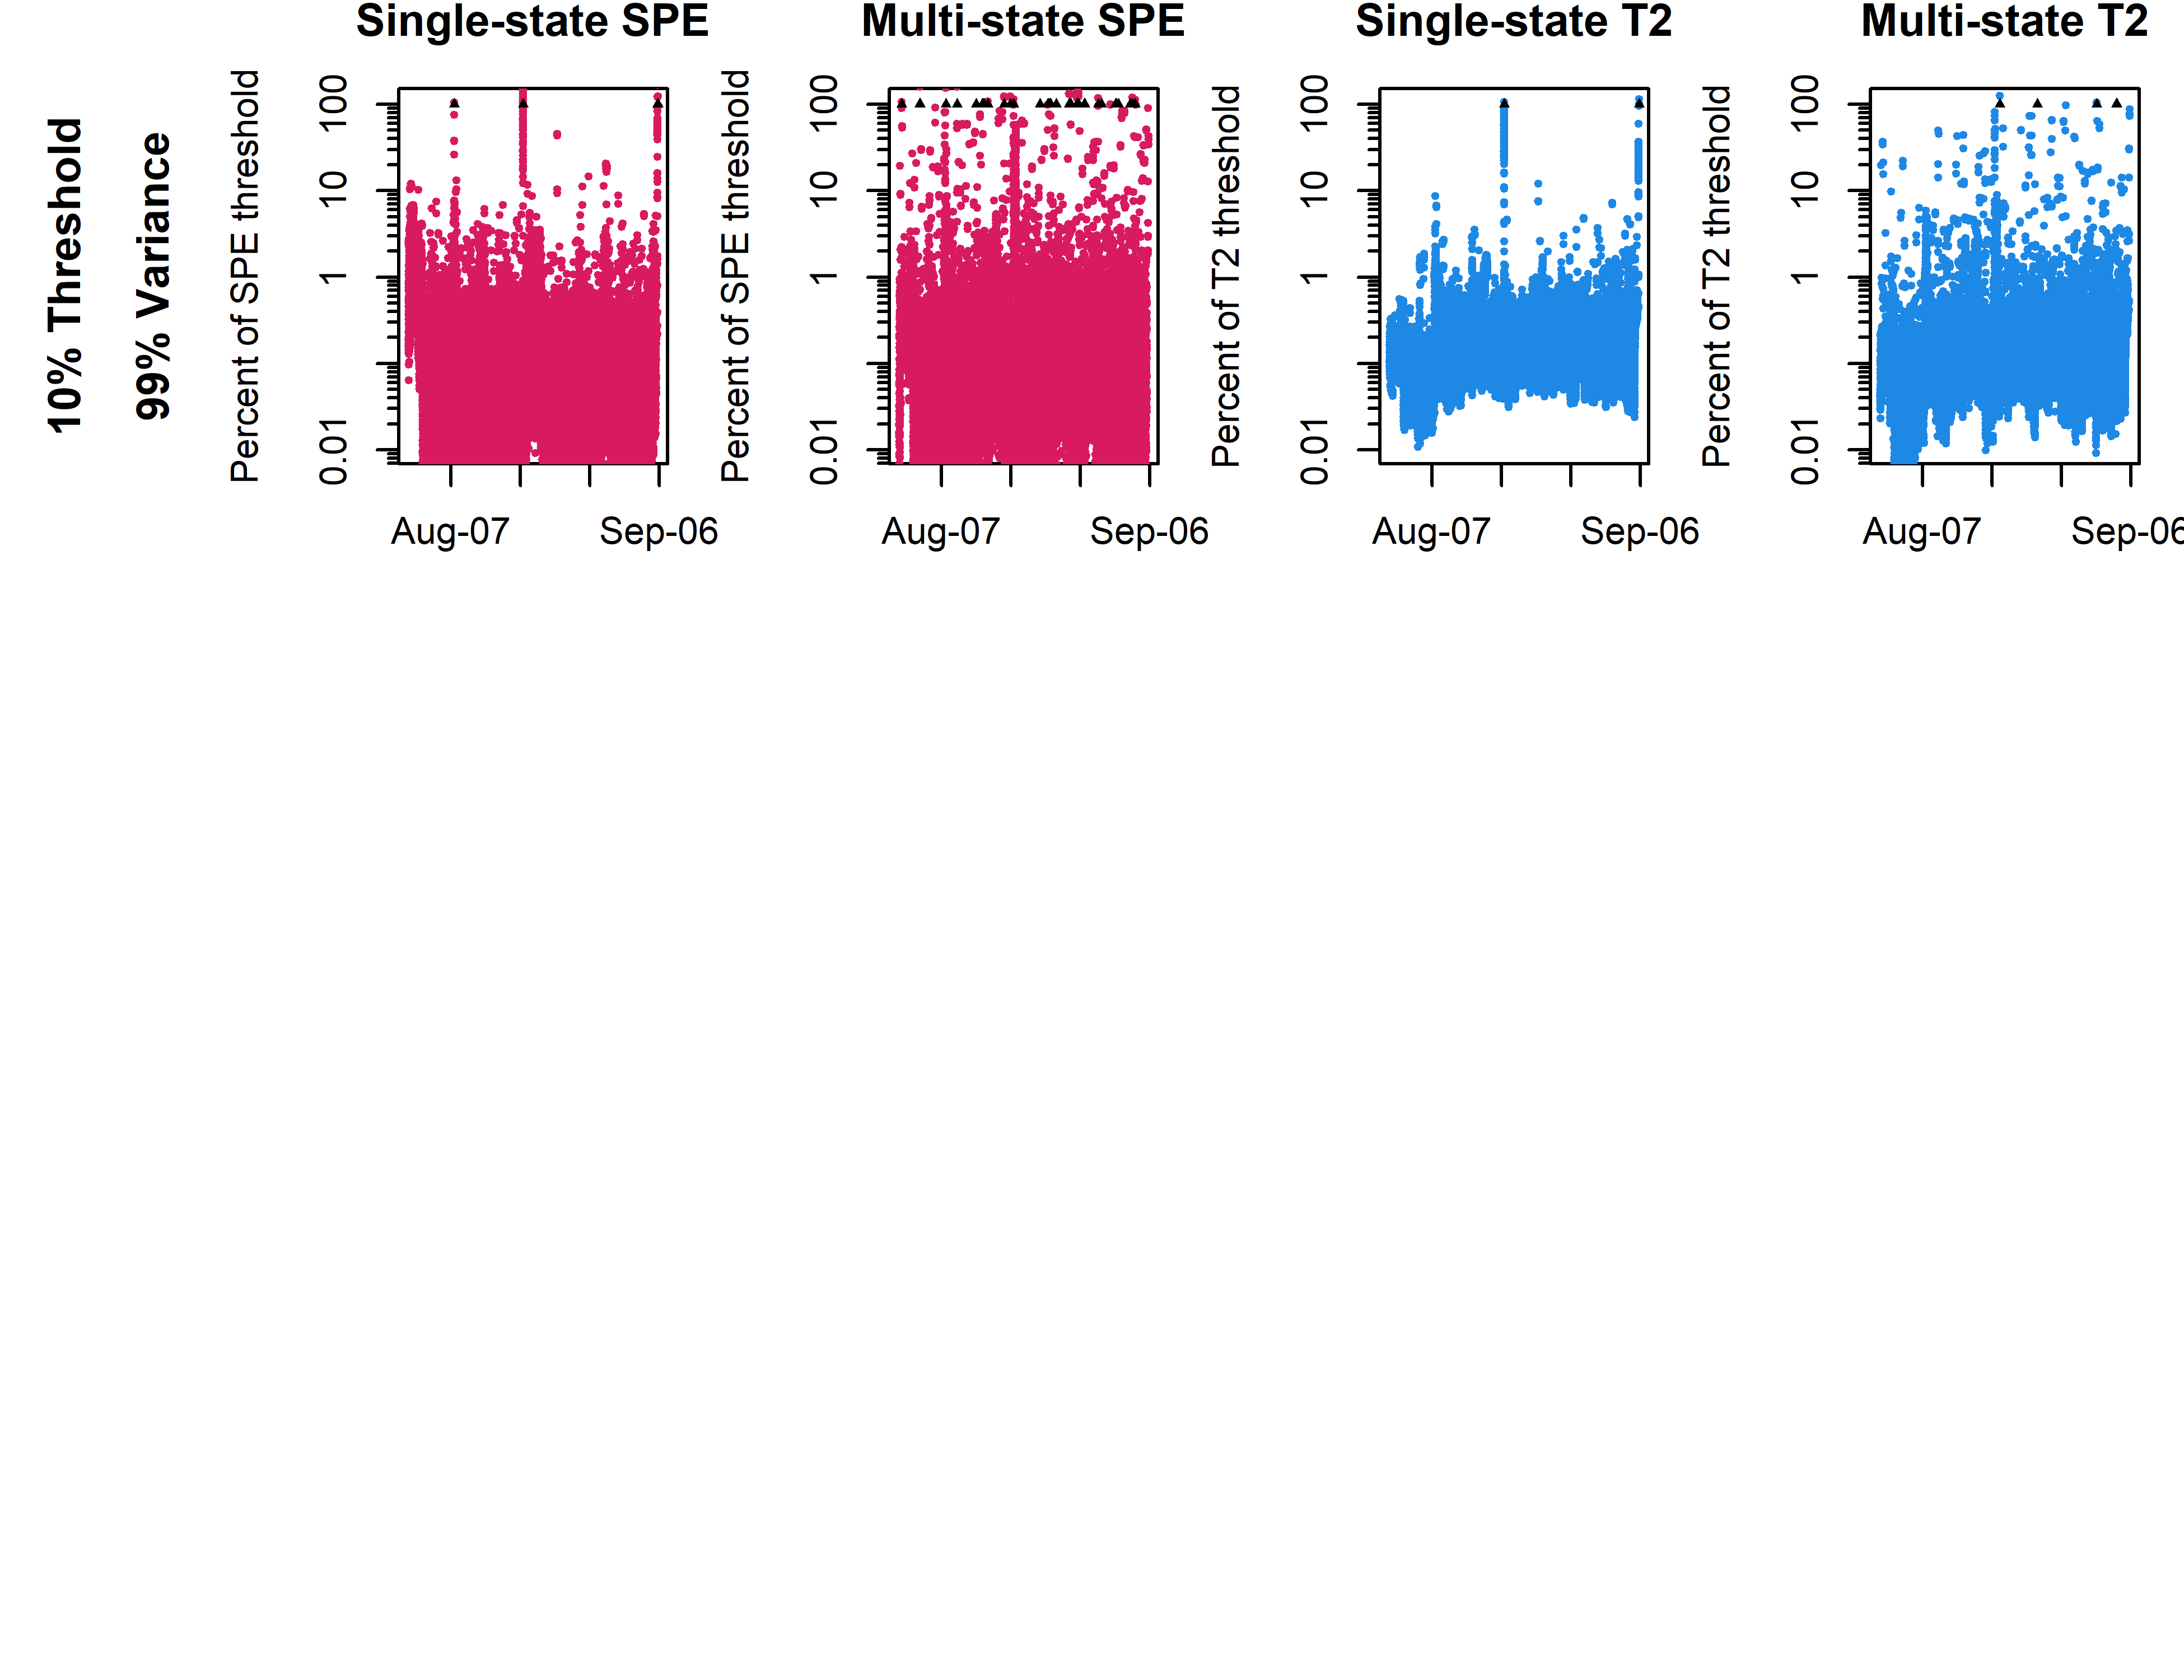 Single-state SPE
Multi-state SPE
Single-state T2
Multi-state T2
10% Threshold
99% Variance
Percent of SPE threshold
100
10
1
0.01
Aug-07
Sep-06
Percent of SPE threshold
100
10
1
0.01
Aug-07
Sep-06
Percent of T2 threshold
100
10
1
0.01
Aug-07
Sep-06
Percent of T2 threshold
100
10
1
0.01
Aug-07
Sep-06